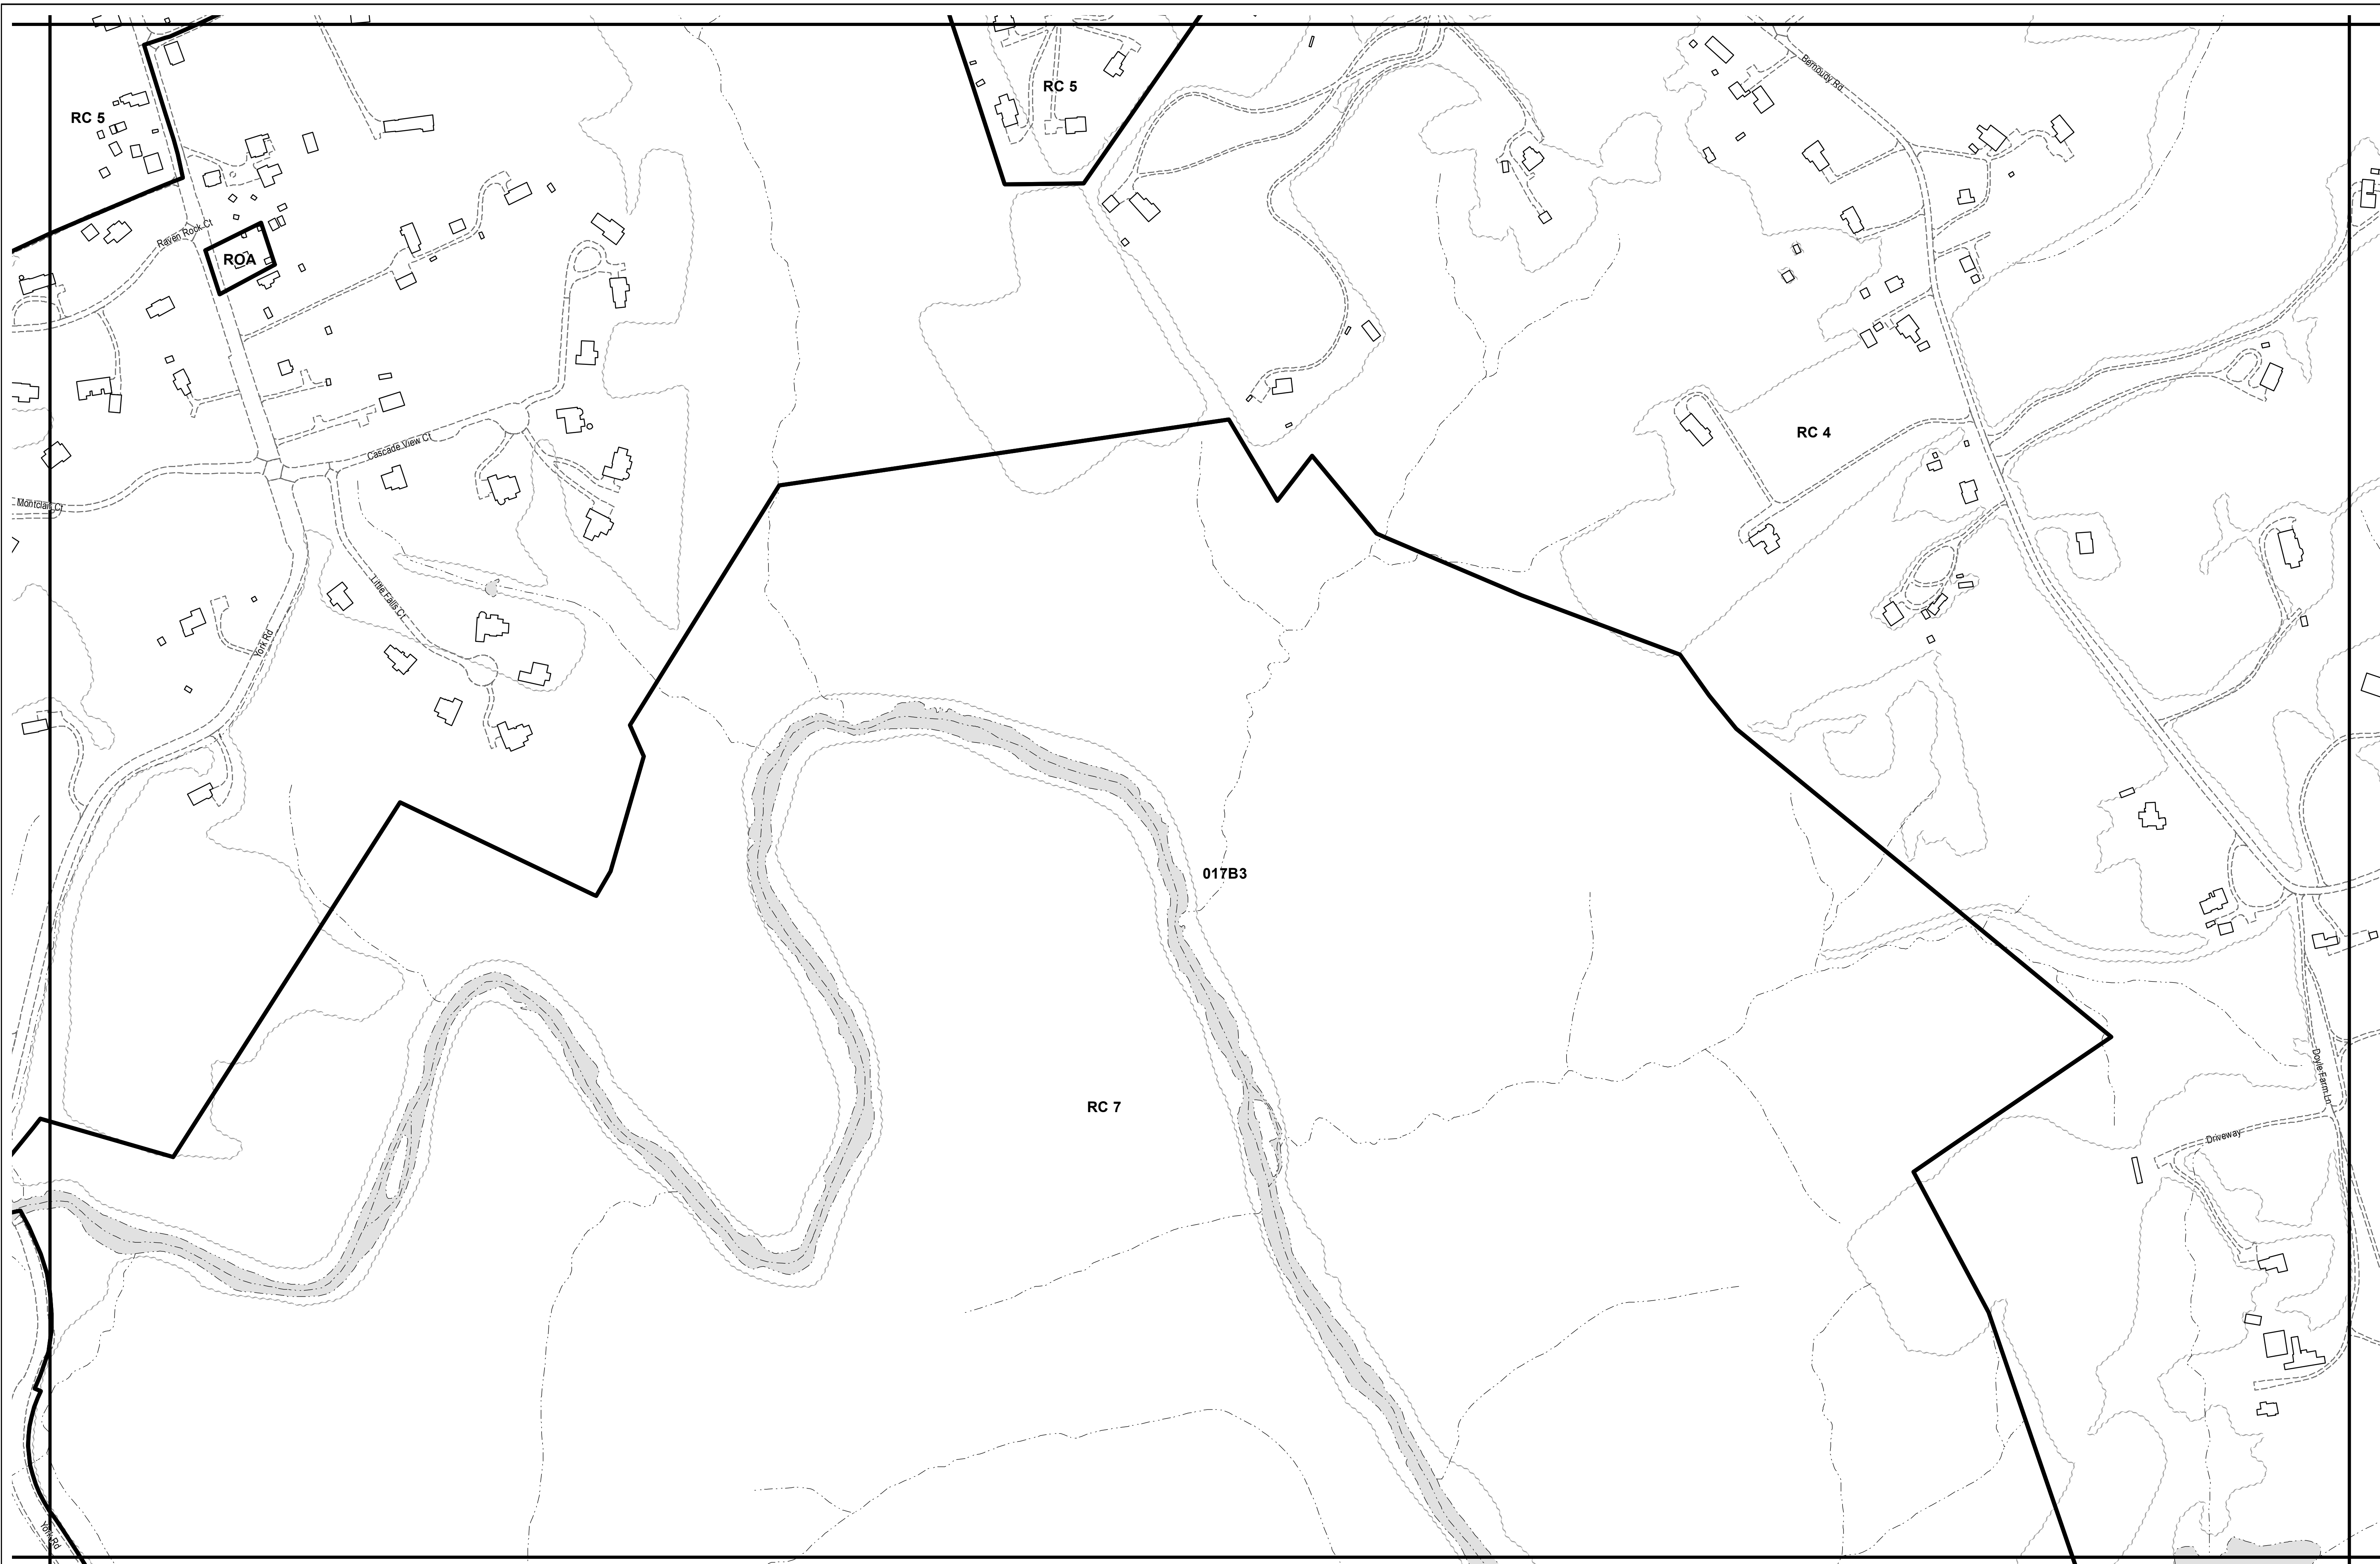 Bernoudy Rd
RC 5
RC 5
Raven Rock Ct
ROA
RC 4
Cascade View Ct
Montclair Ct
Little Falls Ct
York Rd
017B3
Doyle Farm Ln
RC 7
Driveway
York Rd